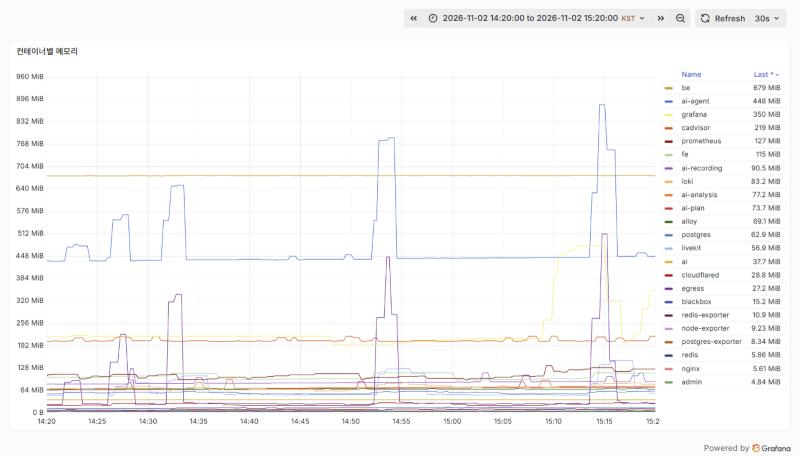 2026-11-02 14:20:00 to 2026-11-02 15:20:00 KST
Refresh 30s
컨테이너별 메모리
960 MiB
896 MiB
832 MiB
768 MiB
704 MiB
640 MiB
576 MiB
512 MiB
448 MiB
384 MiB
320 MiB
256 MiB
192 MiB
128 MiB
64 MiB
0 B
14:20 14:25 14:30 14:35 14:40 14:45 14:50 14:55 15:00 15:05 15:10 15:15 15:2
Name Last *
be 679 MiB
ai-agent 448 MiB
grafana 350 MiB
cadvisor 219 MiB
prometheus 127 MiB
fe 115 MiB
ai-recording 90.5 MiB
loki 83.2 MiB
ai-analysis 77.2 MiB
ai-plan 73.7 MiB
alloy 69.1 MiB
postgres 62.9 MiB
livekit 56.9 MiB
ai 37.7 MiB
cloudflared 28.8 MiB
egress 27.2 MiB
blackbox 15.2 MiB
redis-exporter 10.9 MiB
node-exporter 9.23 MiB
postgres-exporter 8.34 MiB
redis 5.86 MiB
nginx 5.61 MiB
admin 4.84 MiB
Powered by Grafana